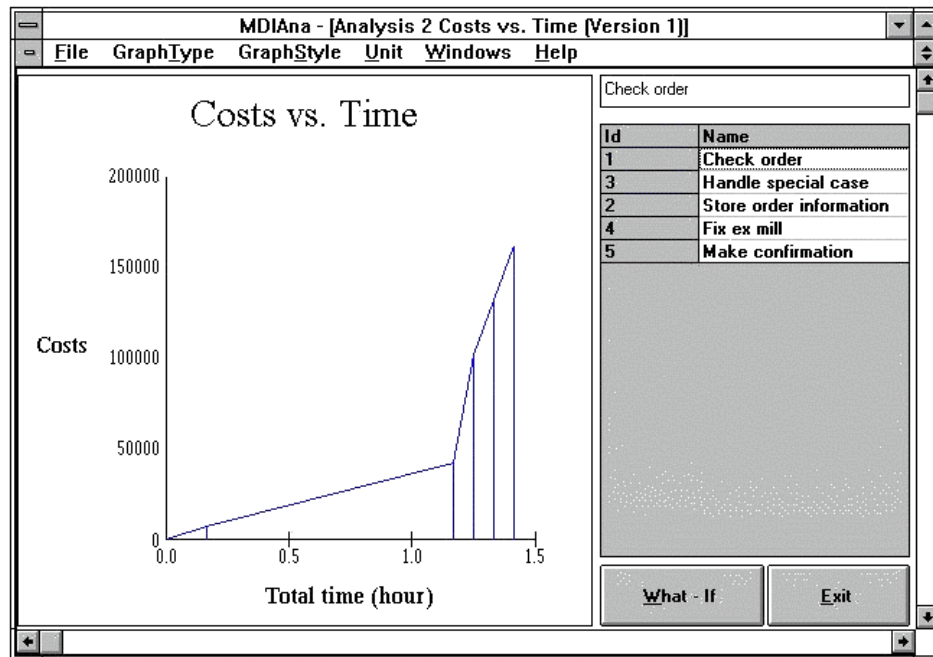 MDIAna - [Analysis 2 Costs vs. Time (Version 1)]
File GraphType GraphStyle Unit Windows Help
Costs vs. Time
200000
150000
Costs
100000
50000
0
0.0 0.5 1.0 1.5
Total time (hour)
Check order
Id Name
1 Check order
3 Handle special case
2 Store order information
4 Fix ex mill
5 Make confirmation
What - If Exit